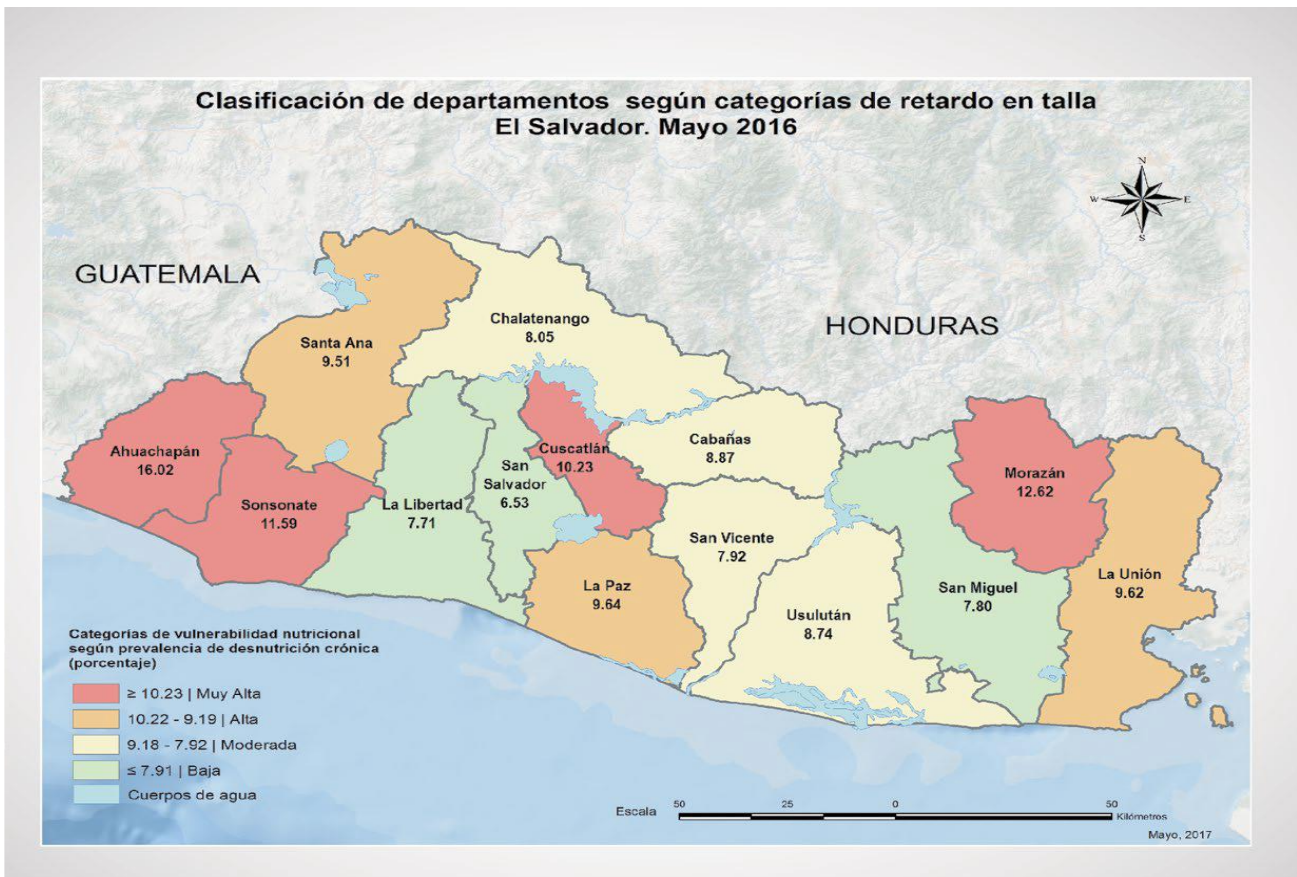 Clasificación de departamentos según categorías de retardo en talla
El Salvador. Mayo 2016
N
W
E
S
GUATEMALA
HONDURAS
Chalatenango
8.05
Santa Ana
9.51
Ahuachapán
16.02
Sonsonate
11.59
La Libertad
7.71
San
Salvador
6.53
Cuscatlán
10.23
Cabañas
8.87
San Vicente
7.92
La Paz
9.64
Usulután
8.74
San Miguel
7.80
Morazán
12.62
La Unión
9.62
Categorías de vulnerabilidad nutricional
según prevalencia de desnutrición crónica
(porcentaje)
≥ 10.23 | Muy Alta
10.22 - 9.19 | Alta
9.18 - 7.92 | Moderada
≤ 7.91 | Baja
Cuerpos de agua
Escala
50 25 0 50
Kilómetros
Mayo, 2017